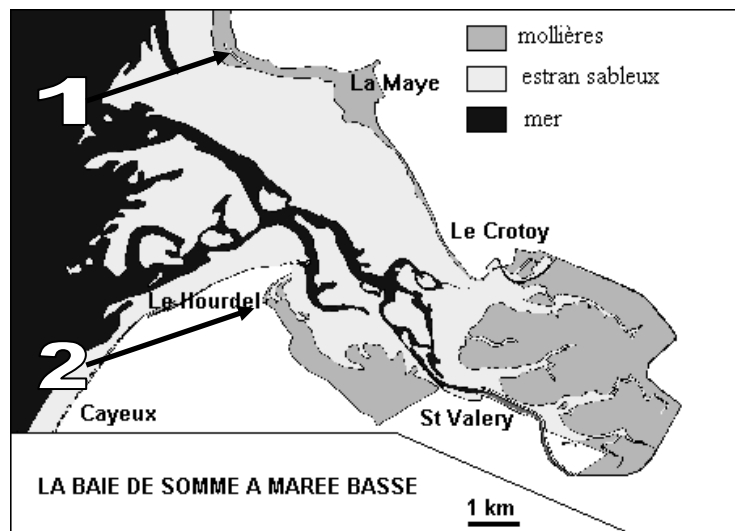 mollières
estran sableux
mer
1
La Maye
Le Crotoy
Le Hourdel
2
Cayeux
St Valery
LA BAIE DE SOMME A MAREE BASSE
1 km